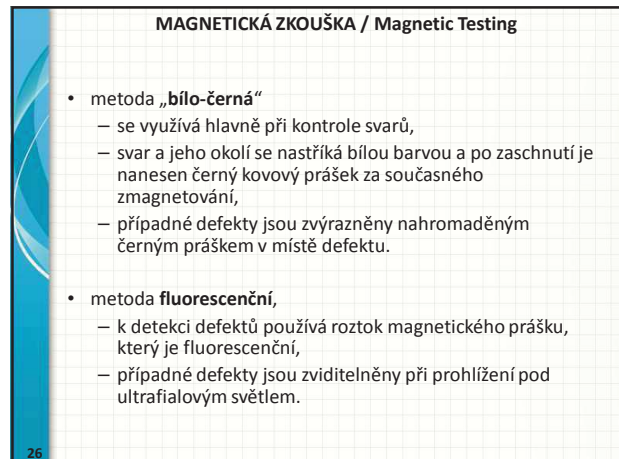 MAGNETICKÁ ZKOUŠKA / Magnetic Testing
• metoda „bílo-černá“
– se využívá hlavně při kontrole svarů,
– svar a jeho okolí se nastříká bílou barvou a po zaschnutí je
nanesen černý kovový prášek za současného
zmagnetování,
– případné defekty jsou zvýrazněny nahromaděným
černým práškem v místě defektu.
• metoda fluorescenční,
– k detekci defektů používá roztok magnetického prášku,
který je fluorescenční,
– případné defekty jsou zviditelněny při prohlížení pod
ultrafialovým světlem.
26